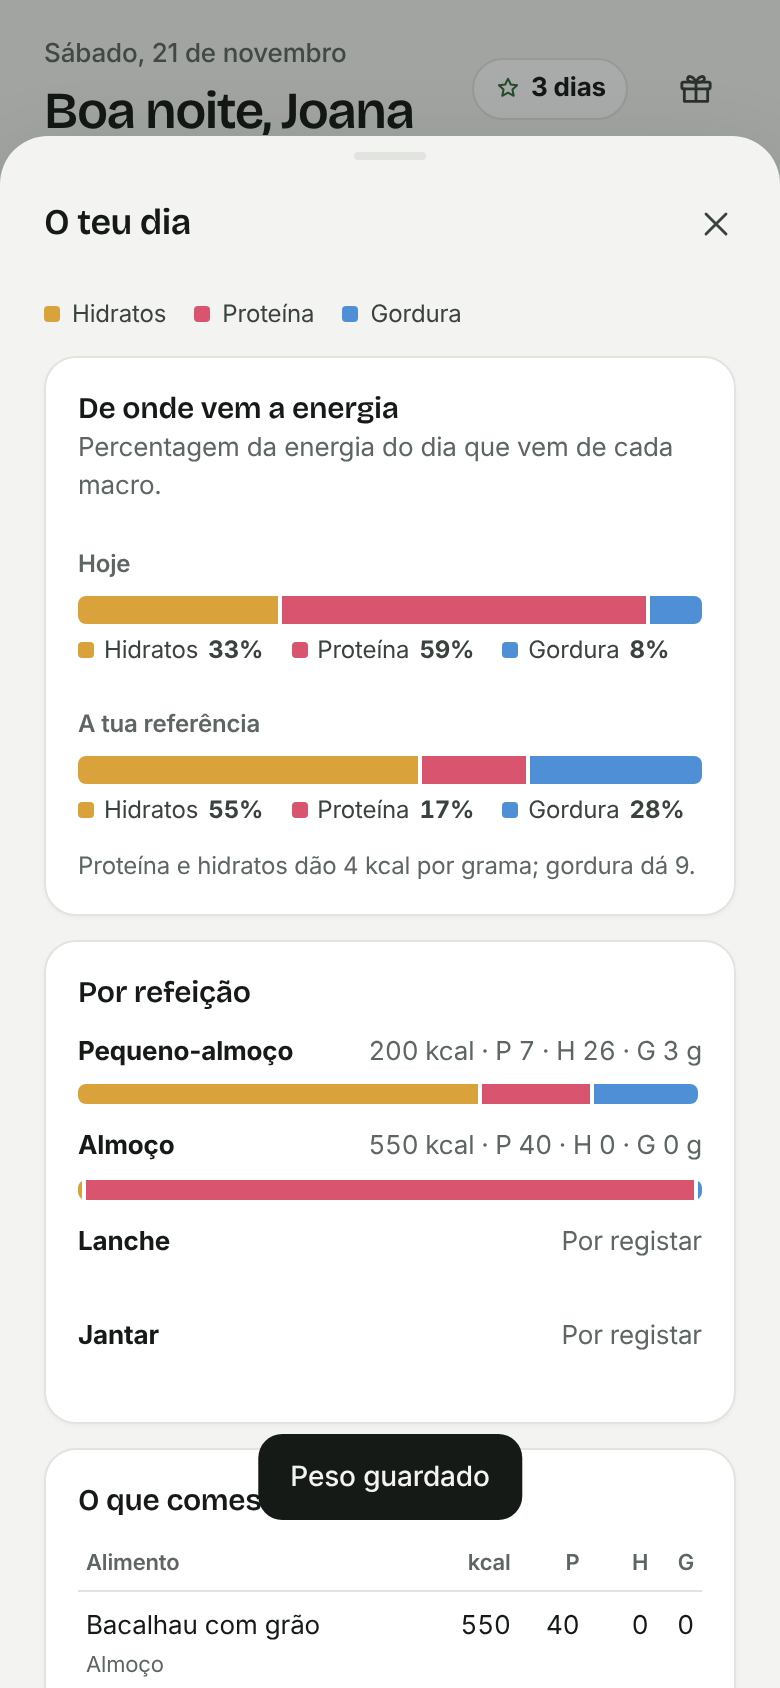 Sábado, 21 de novembro
Boa noite, Joana
3 dias
O teu dia
Hidratos Proteína Gordura
De onde vem a energia
Percentagem da energia do dia que vem de cada
macro.
Hoje
Hidratos 33% Proteína 59% Gordura 8%
A tua referência
Hidratos 55% Proteína 17% Gordura 28%
Proteína e hidratos dão 4 kcal por grama; gordura dá 9.
Por refeição
Pequeno-almoço 200 kcal · P 7 · H 26 · G 3 g
Almoço 550 kcal · P 40 · H 0 · G 0 g
Lanche Por registar
Jantar Por registar
Peso guardado
O que comes
Alimento kcal P H G
Bacalhau com grão 550 40 0 0
Almoço